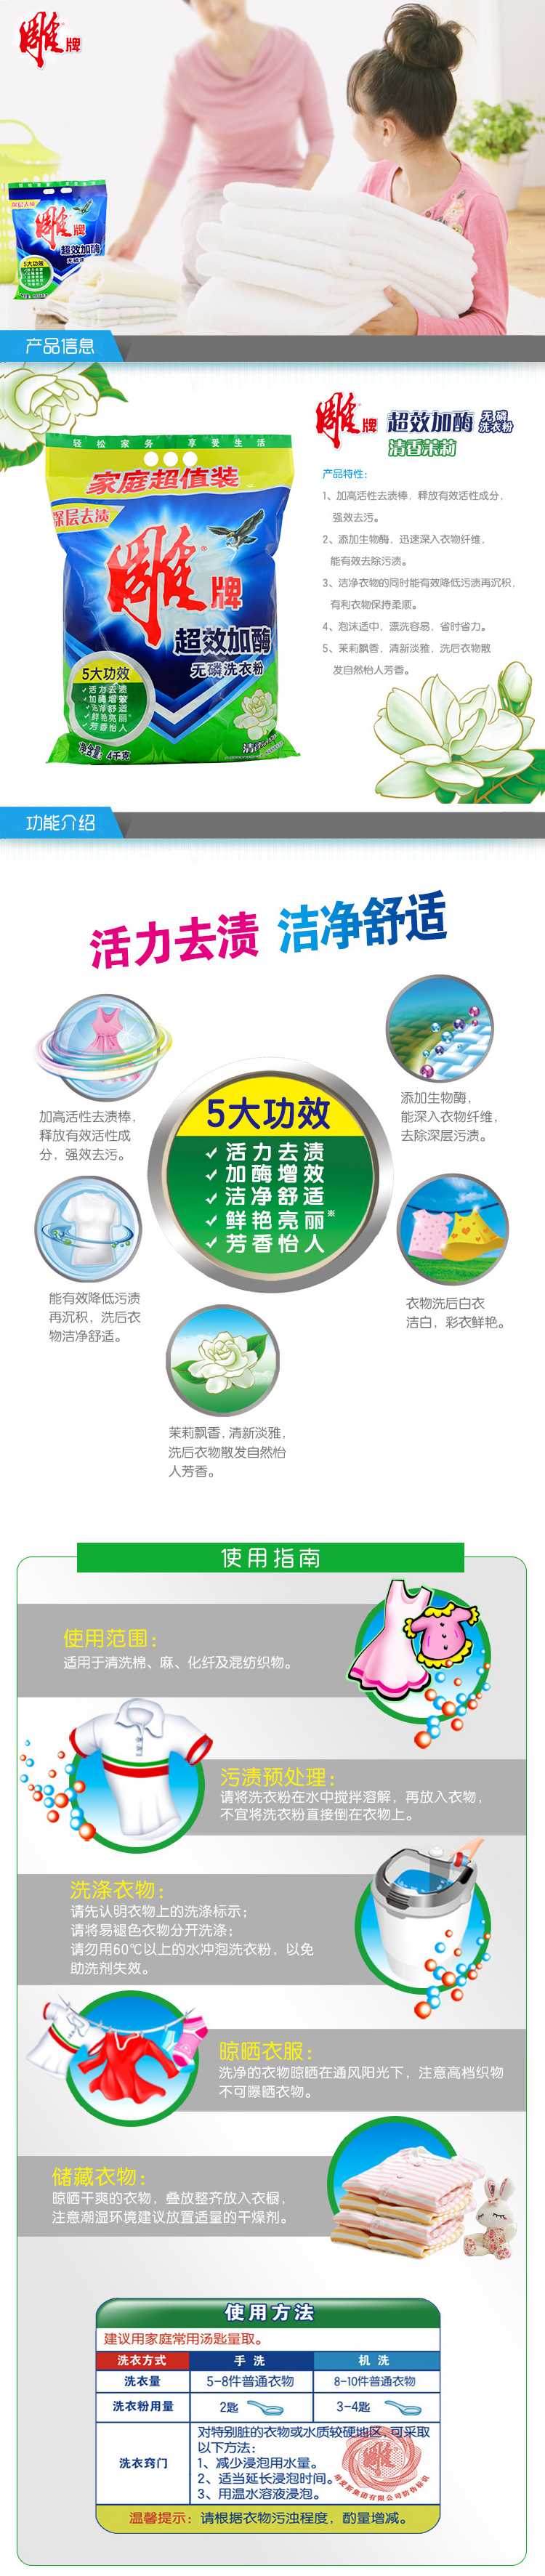 雕牌
深层去渍
雕牌
超效加酶
5大功效
产品信息
雕牌 超效加酶 无磷洗衣粉
清香茉莉
产品特性：
1、加高活性去渍棒，释放有效活性成分，
强效去污。
2、添加生物酶，迅速深入衣物纤维，
能有效去除污渍。
3、洁净衣物的同时能有效降低污渍再沉积，
有利衣物保持柔顺。
4、泡沫适中，漂洗容易，省时省力。
5、茉莉飘香，清新淡雅，洗后衣物散
发自然怡人芳香。
轻松家务 享受生活
家庭超值装
深层去渍
雕牌
超效加酶
无磷洗衣粉
5大功效
活力去渍
加酶增效
洁净舒适
鲜艳亮丽
芳香怡人
净含量：4千克
功能介绍
活力去渍 洁净舒适
加高活性去渍棒，
释放有效活性成
分，强效去污。
添加生物酶，
能深入衣物纤维，
去除深层污渍。
5大功效
活力去渍
加酶增效
洁净舒适
鲜艳亮丽※
芳香怡人
能有效降低污渍
再沉积，洗后衣
物洁净舒适。
衣物洗后白衣
洁白，彩衣鲜艳。
茉莉飘香，清新淡雅，
洗后衣物散发自然怡
人芳香。
使用指南
使用范围：
适用于清洗棉、麻、化纤及混纺织物。
污渍预处理：
请将洗衣粉在水中搅拌溶解，再放入衣物，
不宜将洗衣粉直接倒在衣物上。
洗涤衣物：
请先认明衣物上的洗涤标示；
请将易褪色衣物分开洗涤；
请勿用60℃以上的水冲泡洗衣粉，以免
助洗剂失效。
晾晒衣服：
洗净的衣物晾晒在通风阳光下，注意高档织物
不可曝晒衣物。
储藏衣物：
晾晒干爽的衣物，叠放整齐放入衣橱，
注意潮湿环境建议放置适量的干燥剂。
使用方法
建议用家庭常用汤匙量取。
洗衣方式 手洗 机洗
洗衣量 5-8件普通衣物 8-10件普通衣物
洗衣粉用量 2匙 3-4匙
洗衣窍门
对特别脏的衣物或水质较硬地区，可采取
以下方法：
1、减少浸泡用水量。
2、适当延长浸泡时间。
3、用温水溶液浸泡。
雕
温馨提示：请根据衣物污浊程度，酌量增减。